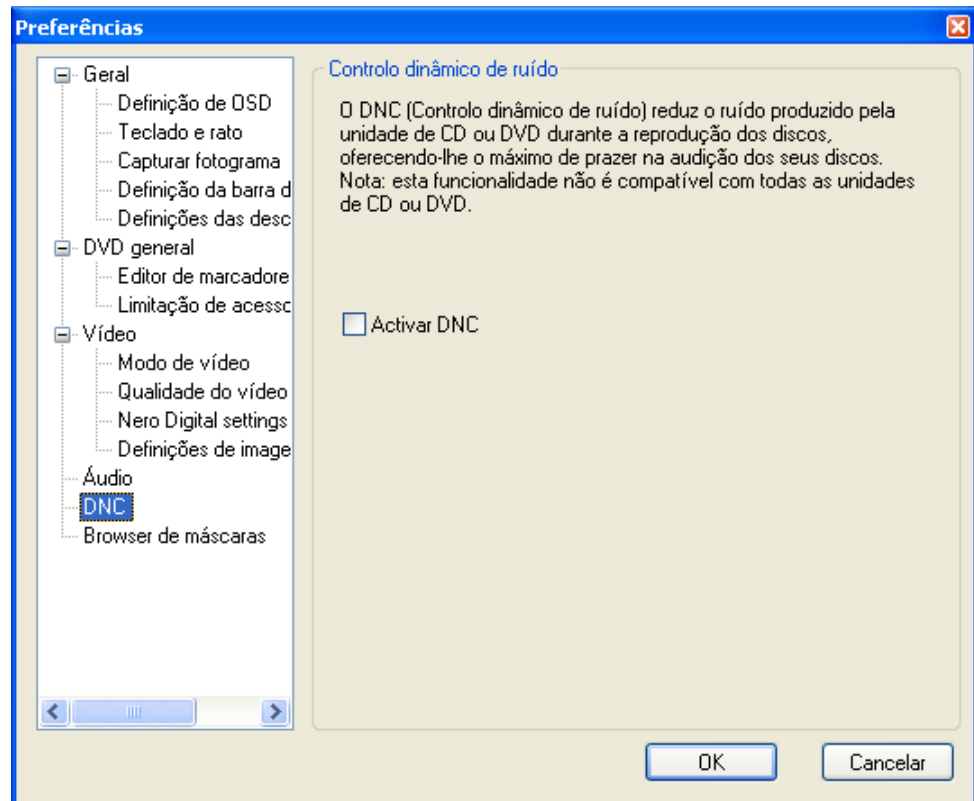 Preferências
Geral
Definição de OSD
Teclado e rato
Capturar fotograma
Definição da barra d
Definições das desc
DVD general
Editor de marcadore
Limitação de acesso
Vídeo
Modo de vídeo
Qualidade do vídeo
Nero Digital settings
Definições de image
Áudio
DNC
Browser de máscaras
Controlo dinâmico de ruído
O DNC (Controlo dinâmico de ruído) reduz o ruído produzido pela
unidade de CD ou DVD durante a reprodução dos discos,
oferecendo-lhe o máximo de prazer na audição dos seus discos.
Nota: esta funcionalidade não é compatível com todas as unidades
de CD ou DVD.
Activar DNC
OK
Cancelar